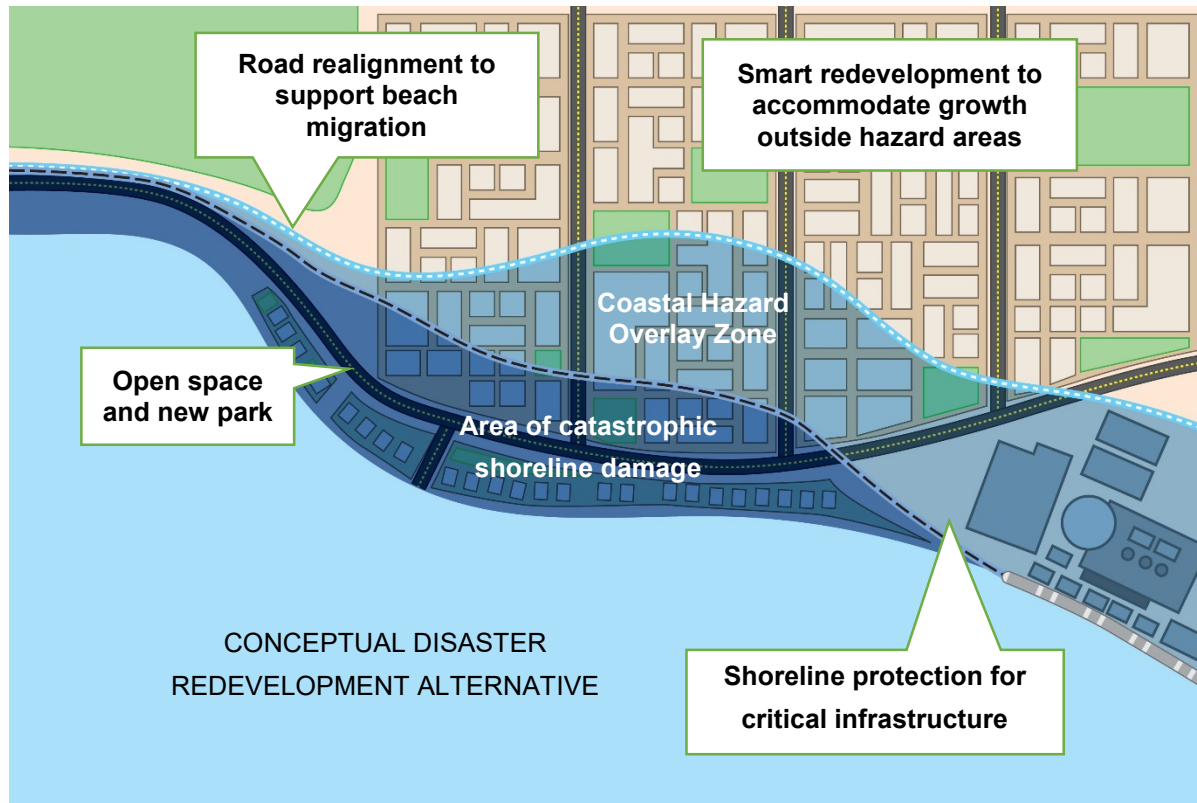 Road realignment to
support beach
migration
Smart redevelopment to
accommodate growth
outside hazard areas
Coastal Hazard
Overlay Zone
Open space
and new park
Area of catastrophic
shoreline damage
CONCEPTUAL DISASTER
REDEVELOPMENT ALTERNATIVE
Shoreline protection for
critical infrastructure